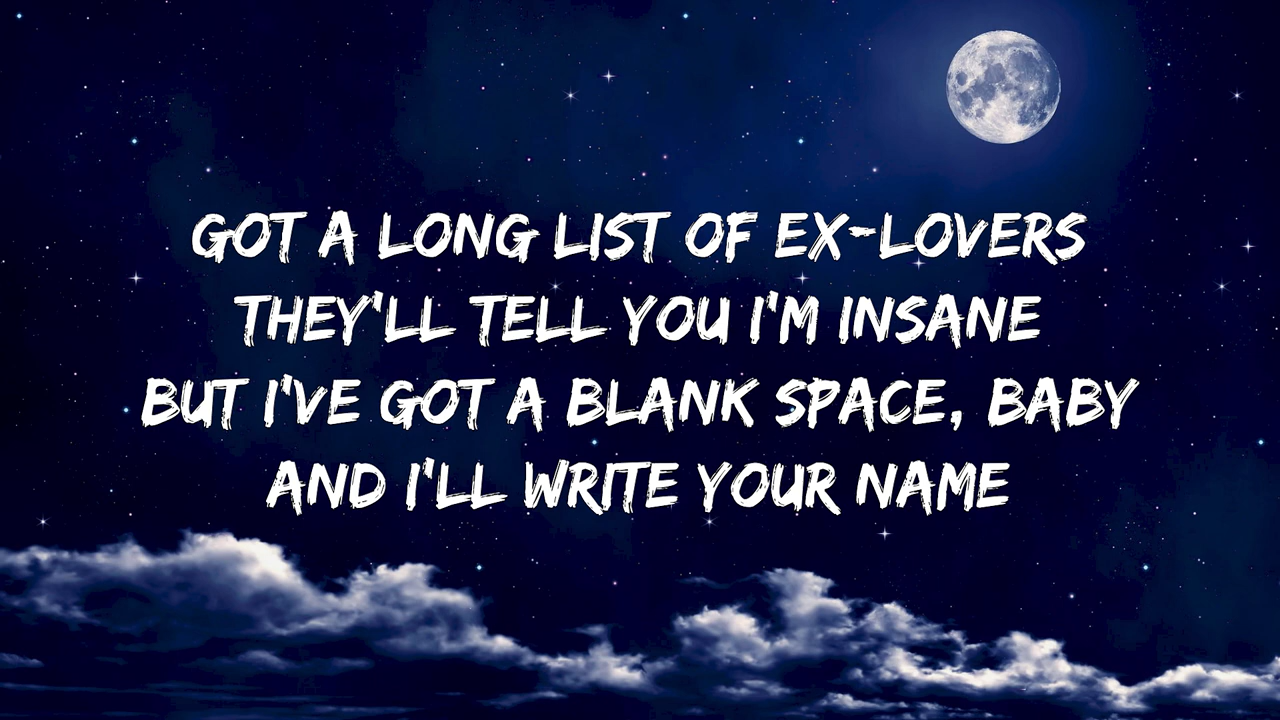 GOT A LONG LIST OF EX-LOVERS
THEY'LL TELL YOU I'M INSANE
BUT I'VE GOT A BLANK SPACE, BABY
AND I'LL WRITE YOUR NAME